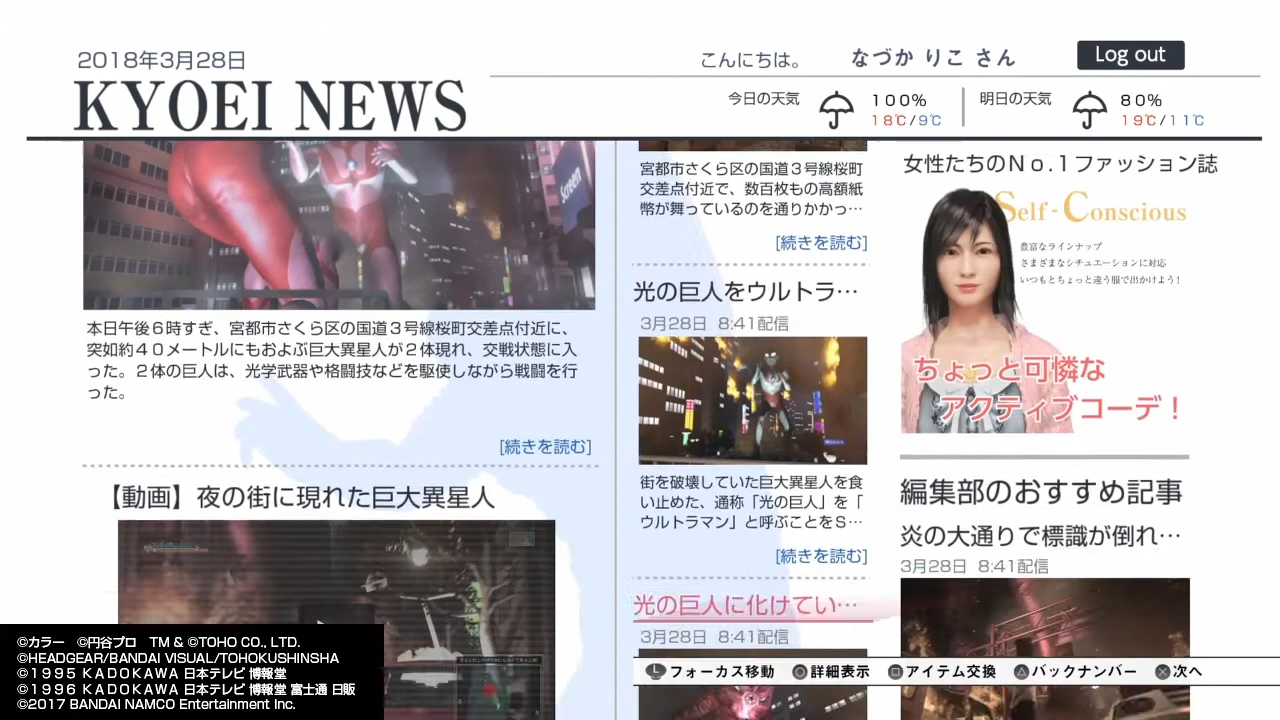 2018年3月28日
KYOEI NEWS
こんにちは。 なづか りこ さん
Log out
今日の天気 100% 18℃/9℃
明日の天気 80% 19℃/11℃
Screen
本日午後6時すぎ、宮都市さくら区の国道3号線桜町交差点付近に、
突如約40メートルにもおよぶ巨大異星人が2体現れ、交戦状態に入
った。2体の巨人は、光学武器や格闘技などを駆使しながら戦闘を行
った。
[続きを読む]
【動画】夜の街に現れた巨大異星人
宮都市さくら区の国道3号線桜町
交差点付近で、数百枚もの高額紙
幣が舞っているのを通りかかっ…
[続きを読む]
光の巨人をウルトラ…
3月28日 8:41配信
街を破壊していた巨大異星人を食
い止めた、通称「光の巨人」を「
ウルトラマン」と呼ぶことをS…
[続きを読む]
光の巨人に化けてい…
3月28日 8:41配信
女性たちのNo.1ファッション誌
Self-Conscious
豊富なラインナップ
さまざまなシチュエーションに対応
いつもとちょっと違う服で出かけよう!
ちょっと可憐な
アクティブコーデ!
編集部のおすすめ記事
炎の大通りで標識が倒れ…
3月28日 8:41配信
L フォーカス移動 ○詳細表示 □アイテム交換 △バックナンバー ×次へ
©カラー ©円谷プロ TM & ©TOHO CO., LTD.
©HEADGEAR/BANDAI VISUAL/TOHOKUSHINSHA
©1995 KADOKAWA 日本テレビ 博報堂
©1996 KADOKAWA 日本テレビ 博報堂 富士通 日販
©2017 BANDAI NAMCO Entertainment Inc.